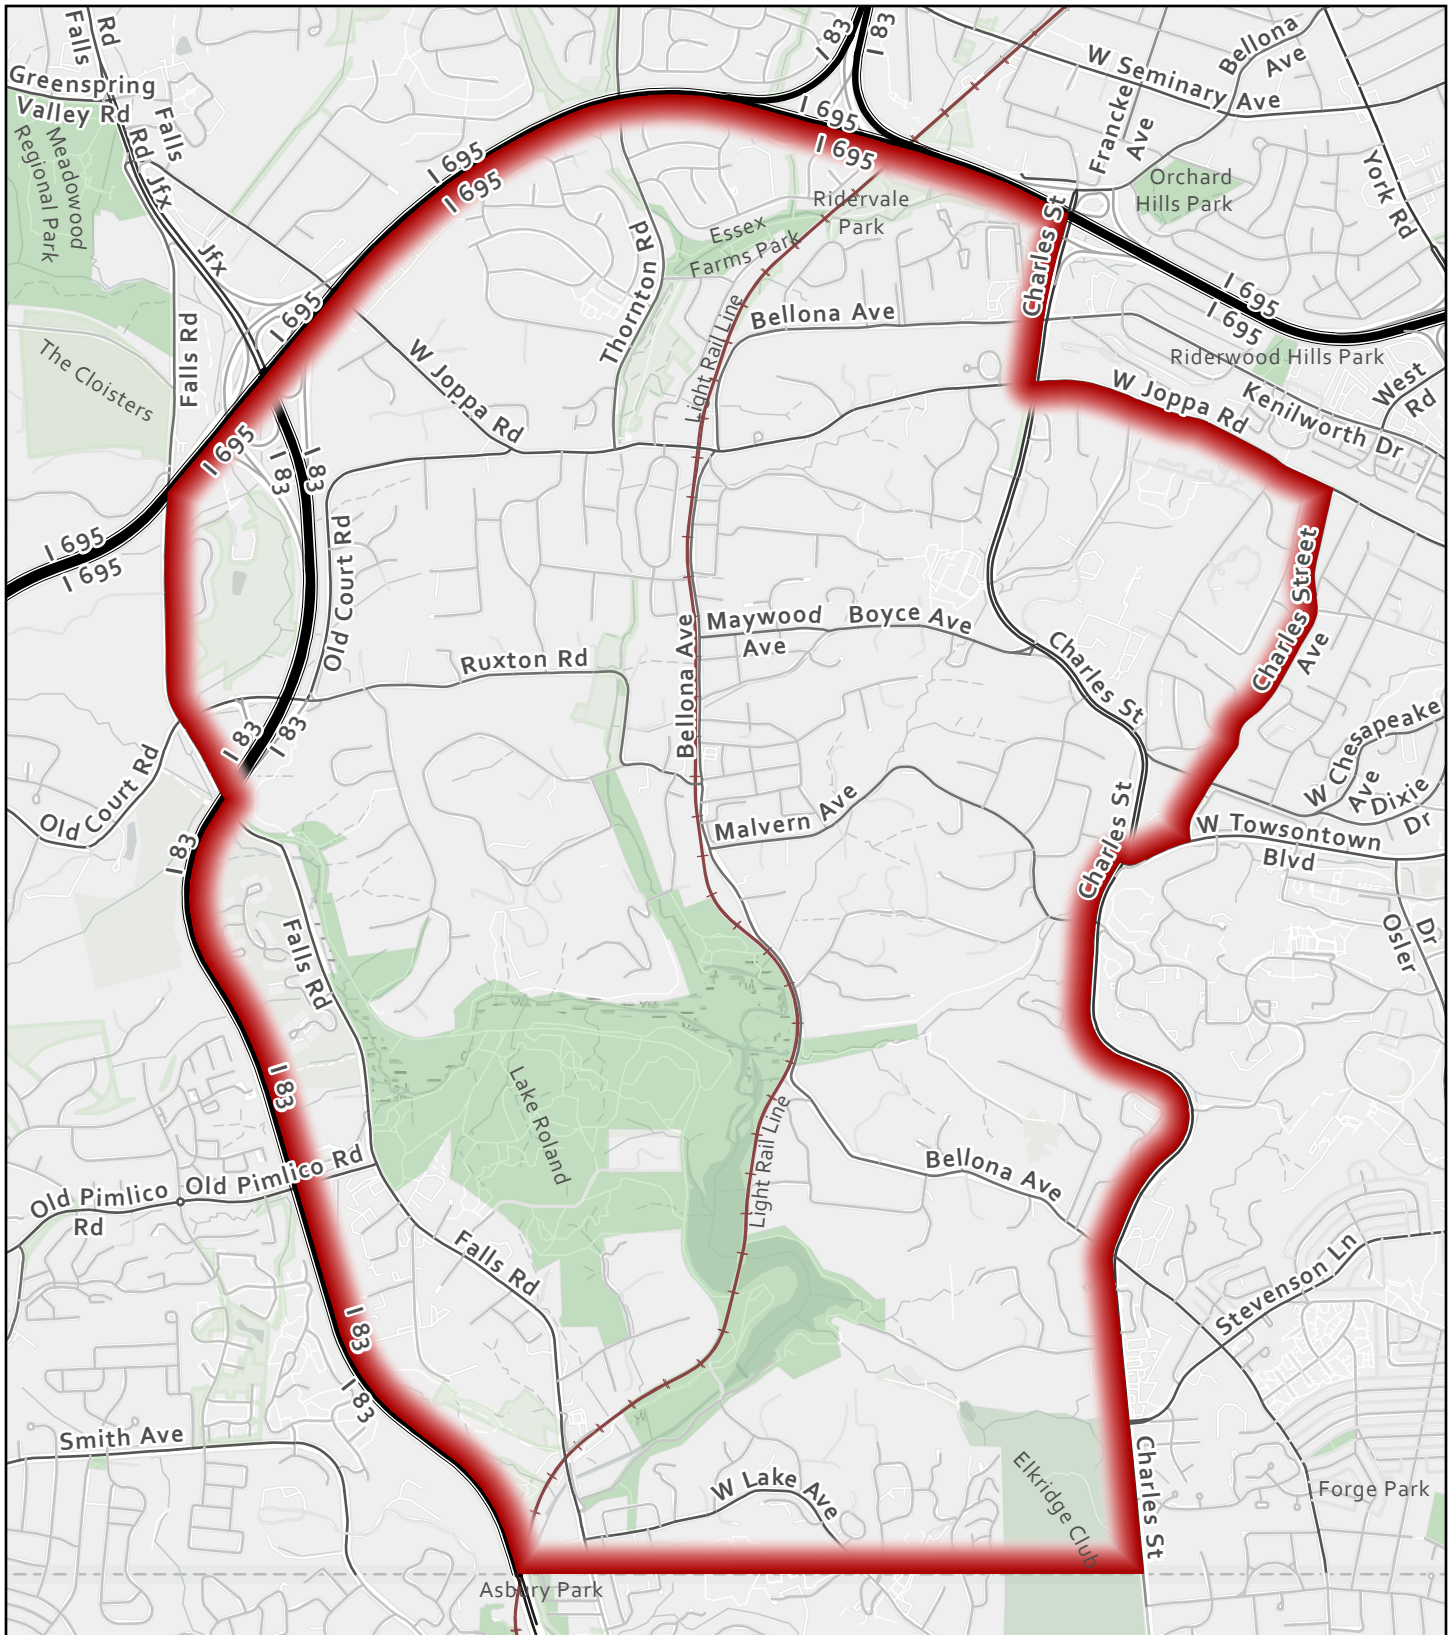 Falls
Rd
I 83
I 83
W Seminary Ave
Bellona
Ave
Greenspring
Valley Rd
Falls
Rd
Jfx
Meadowood
Regional Park
I 695
I 695
I 695
I 695
Francke
Ave
Orchard
Hills Park
York Rd
Ridervale
Park
Essex
Farms Park
Charles St
Jfx
Thornton Rd
I 695
I 695
I 695
Bellona Ave
Riderwood Hills Park
The Cloisters
Falls Rd
W Joppa Rd
Light Rail Line
W Joppa Rd
Kenilworth Dr
West
Rd
I 695
I 83
I 83
I 695
I 695
Old Court Rd
Charles Street
Ave
Maywood
Ave
Boyce Ave
Ruxton Rd
Bellona Ave
Charles St
W Chesapeake
Ave
I 83
I 83
Old Court Rd
Malvern Ave
Charles St
Dixie
Dr
W Towsontown
Blvd
I 83
Falls Rd
Osler
Dr
I 83
Lake Roland
Light Rail Line
Old Pimlico
Rd
Old Pimlico Rd
Bellona Ave
Falls Rd
Stevenson Ln
I 83
I 83
Smith Ave
W Lake Ave
Elkridge Club
Charles St
Forge Park
Asbury Park